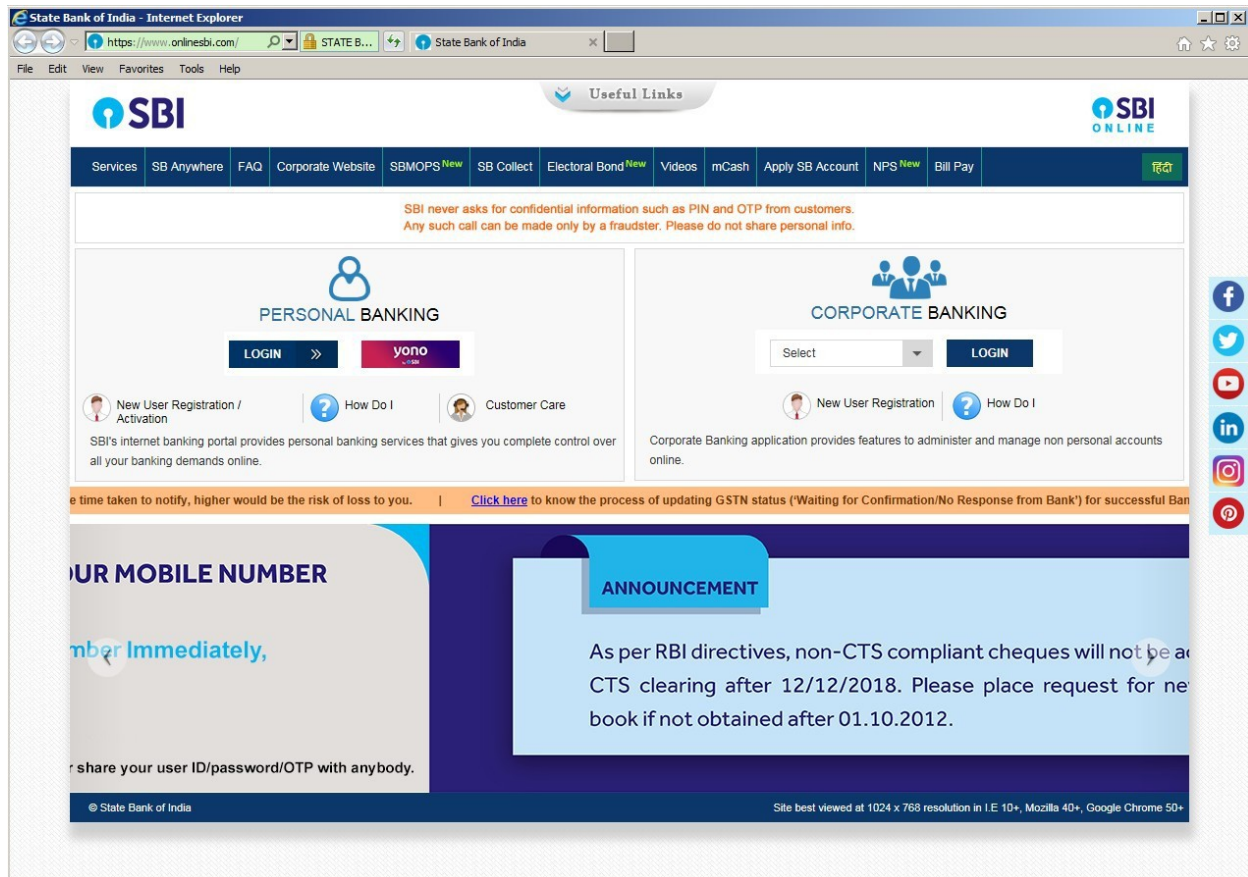 State Bank of India - Internet Explorer
https://www.onlinesbi.com/ STATE B... State Bank of India
File Edit View Favorites Tools Help
Useful Links
SBI
SBI
ONLINE
Services SB Anywhere FAQ Corporate Website SBMOPS New SB Collect Electoral Bond New Videos mCash Apply SB Account NPS New Bill Pay हिंदी
SBI never asks for confidential information such as PIN and OTP from customers.
Any such call can be made only by a fraudster. Please do not share personal info.
PERSONAL BANKING
LOGIN » yono
by SBI
New User Registration /
Activation
How Do I
Customer Care
SBI's internet banking portal provides personal banking services that gives you complete control over
all your banking demands online.
CORPORATE BANKING
Select LOGIN
New User Registration
How Do I
Corporate Banking application provides features to administer and manage non personal accounts
online.
e time taken to notify, higher would be the risk of loss to you. | Click here to know the process of updating GSTN status ('Waiting for Confirmation/No Response from Bank') for successful Ban
OUR MOBILE NUMBER
mber Immediately,
r share your user ID/password/OTP with anybody.
ANNOUNCEMENT
As per RBI directives, non-CTS compliant cheques will not be ac
CTS clearing after 12/12/2018. Please place request for ne
book if not obtained after 01.10.2012.
© State Bank of India
Site best viewed at 1024 x 768 resolution in I.E 10+, Mozilla 40+, Google Chrome 50+